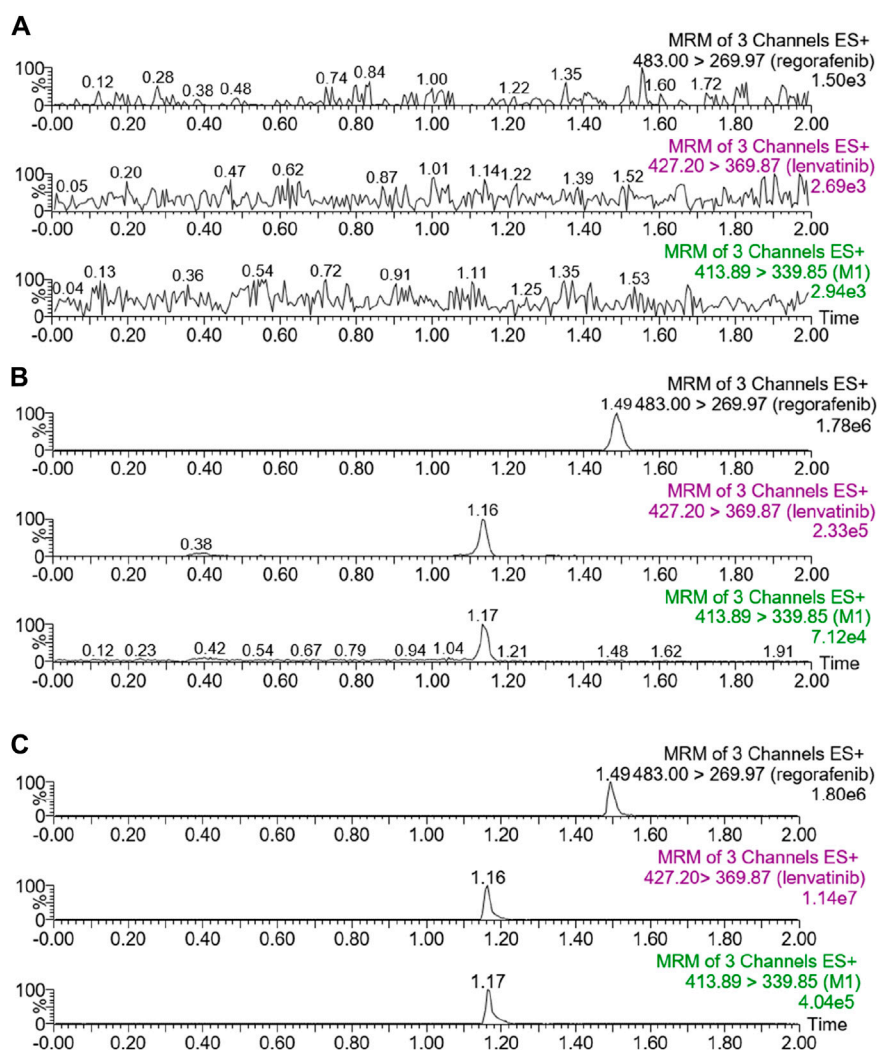 A
MRM of 3 Channels ES+
483.00 > 269.97 (regorafenib)
1.50e3
100
%
0
0.12 0.28 0.38 0.48 0.74 0.84 1.00 1.22 1.35 1.60 1.72
-0.00 0.20 0.40 0.60 0.80 1.00 1.20 1.40 1.60 1.80 2.00
MRM of 3 Channels ES+
427.20 > 369.87 (lenvatinib)
2.69e3
100
%
0
0.05 0.20 0.47 0.62 0.87 1.01 1.14 1.22 1.39 1.52
-0.00 0.20 0.40 0.60 0.80 1.00 1.20 1.40 1.60 1.80 2.00
MRM of 3 Channels ES+
413.89 > 339.85 (M1)
2.94e3
100
%
0
0.04 0.13 0.36 0.54 0.72 0.91 1.11 1.25 1.35 1.53
Time
-0.00 0.20 0.40 0.60 0.80 1.00 1.20 1.40 1.60 1.80 2.00
B
MRM of 3 Channels ES+
1.49 483.00 > 269.97 (regorafenib)
1.78e6
100
%
0
-0.00 0.20 0.40 0.60 0.80 1.00 1.20 1.40 1.60 1.80 2.00
MRM of 3 Channels ES+
427.20 > 369.87 (lenvatinib)
2.33e5
100
%
0
0.38 1.16
-0.00 0.20 0.40 0.60 0.80 1.00 1.20 1.40 1.60 1.80 2.00
MRM of 3 Channels ES+
413.89 > 339.85 (M1)
7.12e4
100
%
0
0.12 0.23 0.42 0.54 0.67 0.79 0.94 1.04 1.17 1.21 1.48 1.62 1.91
Time
-0.00 0.20 0.40 0.60 0.80 1.00 1.20 1.40 1.60 1.80 2.00
C
MRM of 3 Channels ES+
1.49 483.00 > 269.97 (regorafenib)
1.80e6
100
%
0
-0.00 0.20 0.40 0.60 0.80 1.00 1.20 1.40 1.60 1.80 2.00
MRM of 3 Channels ES+
427.20> 369.87 (lenvatinib)
1.14e7
100
%
0
1.16
-0.00 0.20 0.40 0.60 0.80 1.00 1.20 1.40 1.60 1.80 2.00
MRM of 3 Channels ES+
413.89 > 339.85 (M1)
4.04e5
100
%
0
1.17
Time
-0.00 0.20 0.40 0.60 0.80 1.00 1.20 1.40 1.60 1.80 2.00